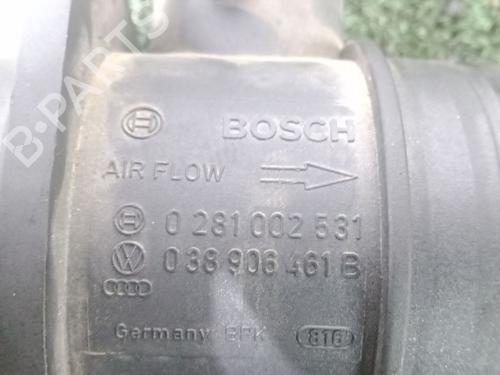 BOSCH
AIR FLOW
0 281 002 531
038 906 461 B
Germany BPK
816
B-PARTS